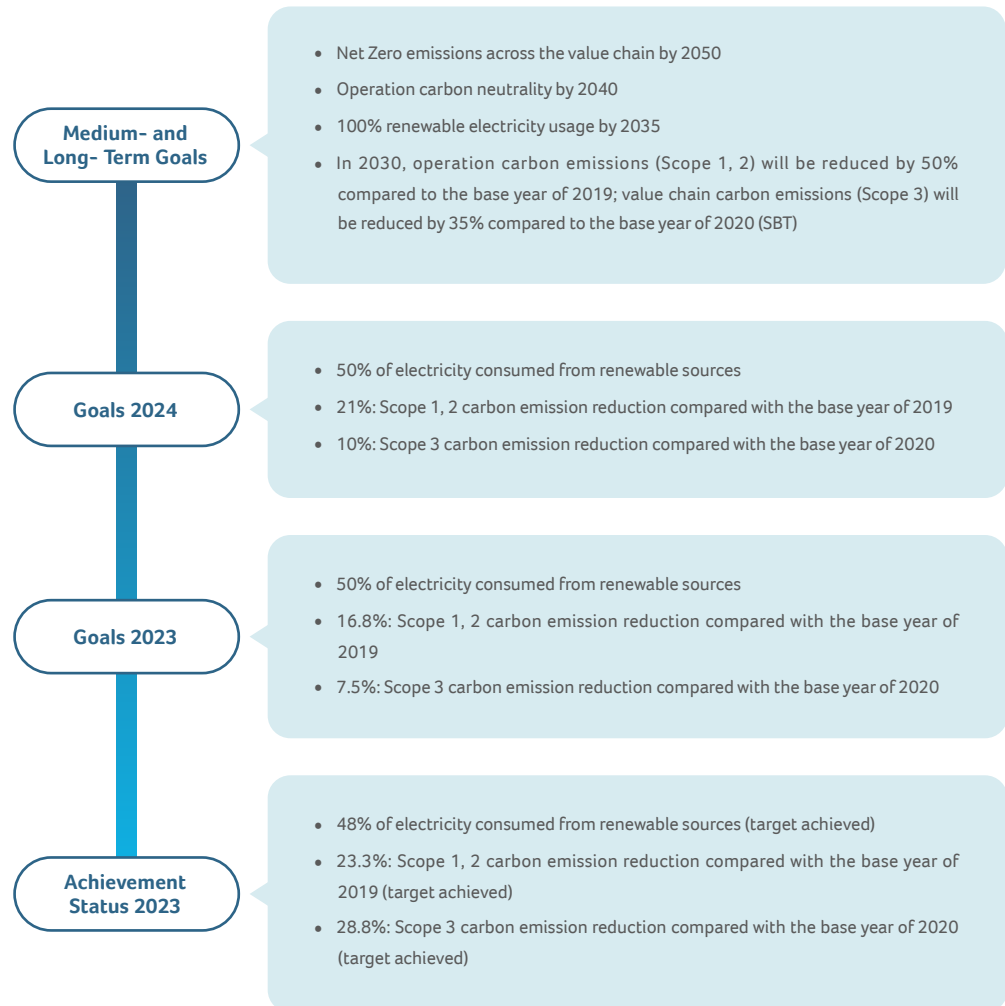 Medium- and
Long- Term Goals
• Net Zero emissions across the value chain by 2050
• Operation carbon neutrality by 2040
• 100% renewable electricity usage by 2035
• In 2030, operation carbon emissions (Scope 1, 2) will be reduced by 50%
compared to the base year of 2019; value chain carbon emissions (Scope 3) will
be reduced by 35% compared to the base year of 2020 (SBT)
Goals 2024
• 50% of electricity consumed from renewable sources
• 21%: Scope 1, 2 carbon emission reduction compared with the base year of 2019
• 10%: Scope 3 carbon emission reduction compared with the base year of 2020
Goals 2023
• 50% of electricity consumed from renewable sources
• 16.8%: Scope 1, 2 carbon emission reduction compared with the base year of
2019
• 7.5%: Scope 3 carbon emission reduction compared with the base year of 2020
Achievement
Status 2023
• 48% of electricity consumed from renewable sources (target achieved)
• 23.3%: Scope 1, 2 carbon emission reduction compared with the base year of
2019 (target achieved)
• 28.8%: Scope 3 carbon emission reduction compared with the base year of 2020
(target achieved)